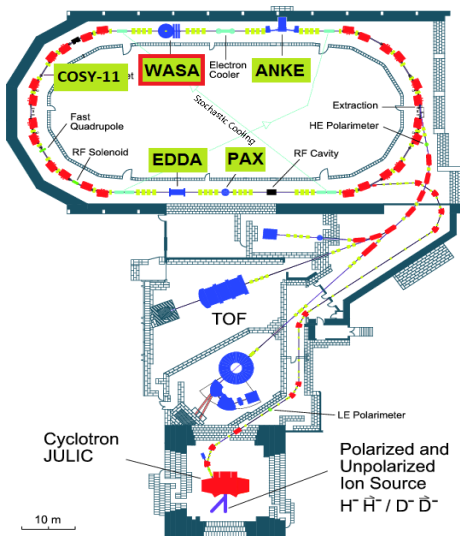 Electron
Cooler
COSY-11
et
WASA
ANKE
Stochastic Cooling
Extraction
HE Polarimeter
Fast
Quadrupole
RF Solenoid
EDDA
PAX
RF Cavity
TOF
LE Polarimeter
Cyclotron
JULIC
Polarized and
Unpolarized
Ion Source
H⁻ H⃗⁻ / D⁻ D⃗⁻
10 m